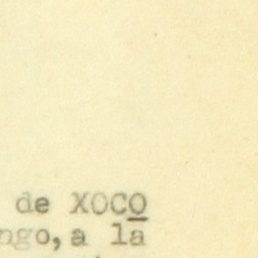 de XOCO
ngo, a la